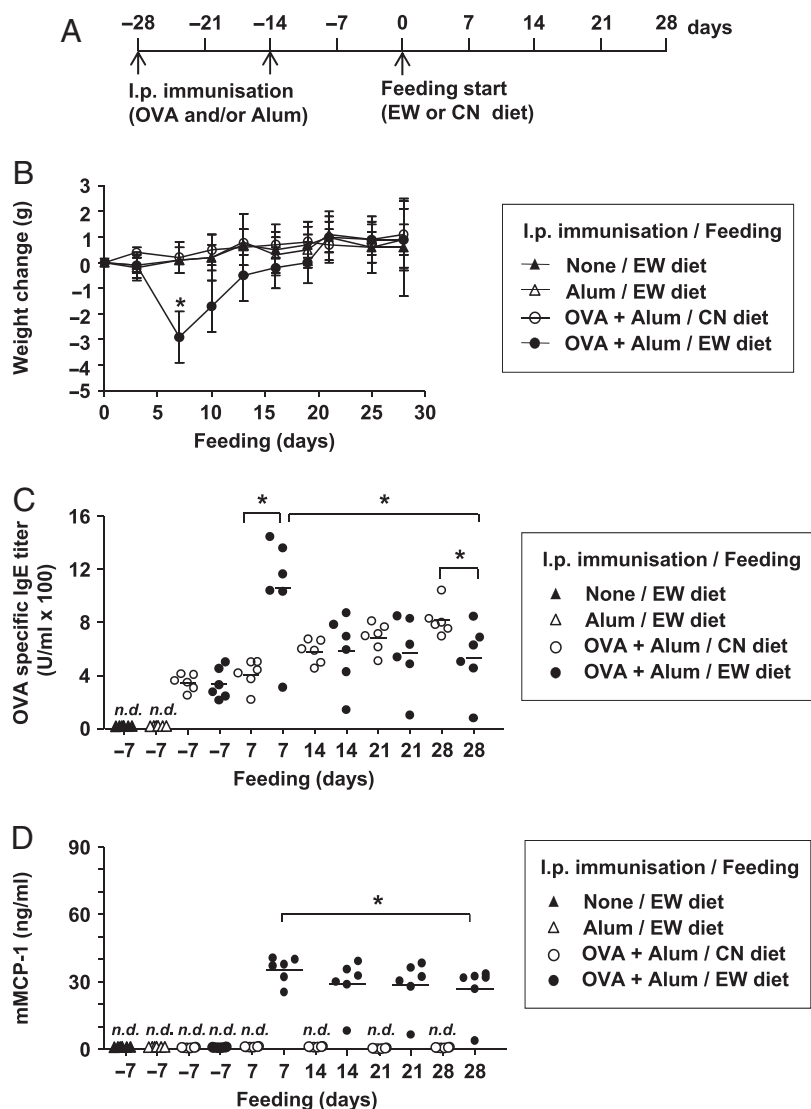 A
–28 –21 –14 –7 0 7 14 21 28 days
I.p. immunisation
(OVA and/or Alum)
Feeding start
(EW or CN diet)
B
Weight change (g)
3
2
1
0
–1
–2
–3
–4
–5
*
0 5 10 15 20 25 30
Feeding (days)
I.p. immunisation / Feeding
None / EW diet
Alum / EW diet
OVA + Alum / CN diet
OVA + Alum / EW diet
C
OVA specific IgE titer
(U/ml x 100)
16
12
8
4
0
* * *
n.d. n.d.
–7 –7 –7 –7 7 7 14 14 21 21 28 28
Feeding (days)
I.p. immunisation / Feeding
None / EW diet
Alum / EW diet
OVA + Alum / CN diet
OVA + Alum / EW diet
D
mMCP-1 (ng/ml)
90
60
30
0
*
n.d. n.d. n.d. n.d. n.d. n.d. n.d. n.d.
–7 –7 –7 –7 7 7 14 14 21 21 28 28
Feeding (days)
I.p. immunisation / Feeding
None / EW diet
Alum / EW diet
OVA + Alum / CN diet
OVA + Alum / EW diet